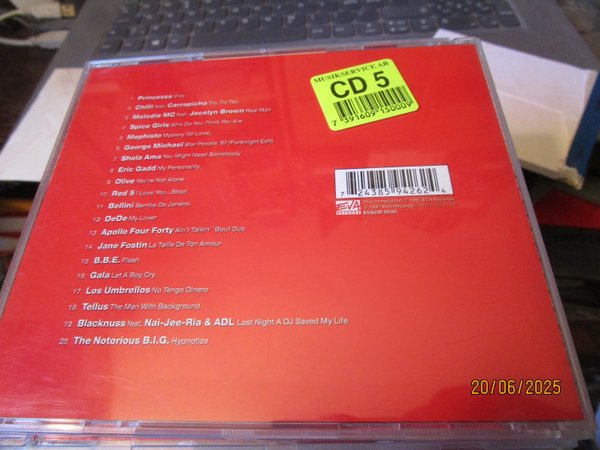 1 Princessa Vivo
2 Chilli feat. Carrapicho Tic, Tic Tac
3 Melodie MC feat. Jocelyn Brown Real Man
4 Spice Girls Who Do You Think You Are
5 Mephisto Mystery (Of Love)
6 George Michael Star People '97 (Forthright Edit)
7 Shola Ama You Might Need Somebody
8 Eric Gadd My Personality
9 Olive You're Not Alone
10 Red 5 I Love You...Stop!
11 Bellini Samba De Janeiro
12 DeDe My Lover
13 Apollo Four Forty Ain't Talkin' 'Bout Dub
14 Jane Fostin La Taille De Ton Amour
15 B.B.E. Flash
16 Gala Let A Boy Cry
17 Los Umbrellos No Tengo Dinero
18 Tellus The Man With Background
19 Blacknuss feat. Nai-Jee-Ria & ADL Last Night A DJ Saved My Life
20 The Notorious B.I.G. Hypnotize
MUSIKSERVICE AB
CD 5
7 391609 150009
7 24385 94262 4
EVA
RECORDS
1997 EVA Records
20/06/2025